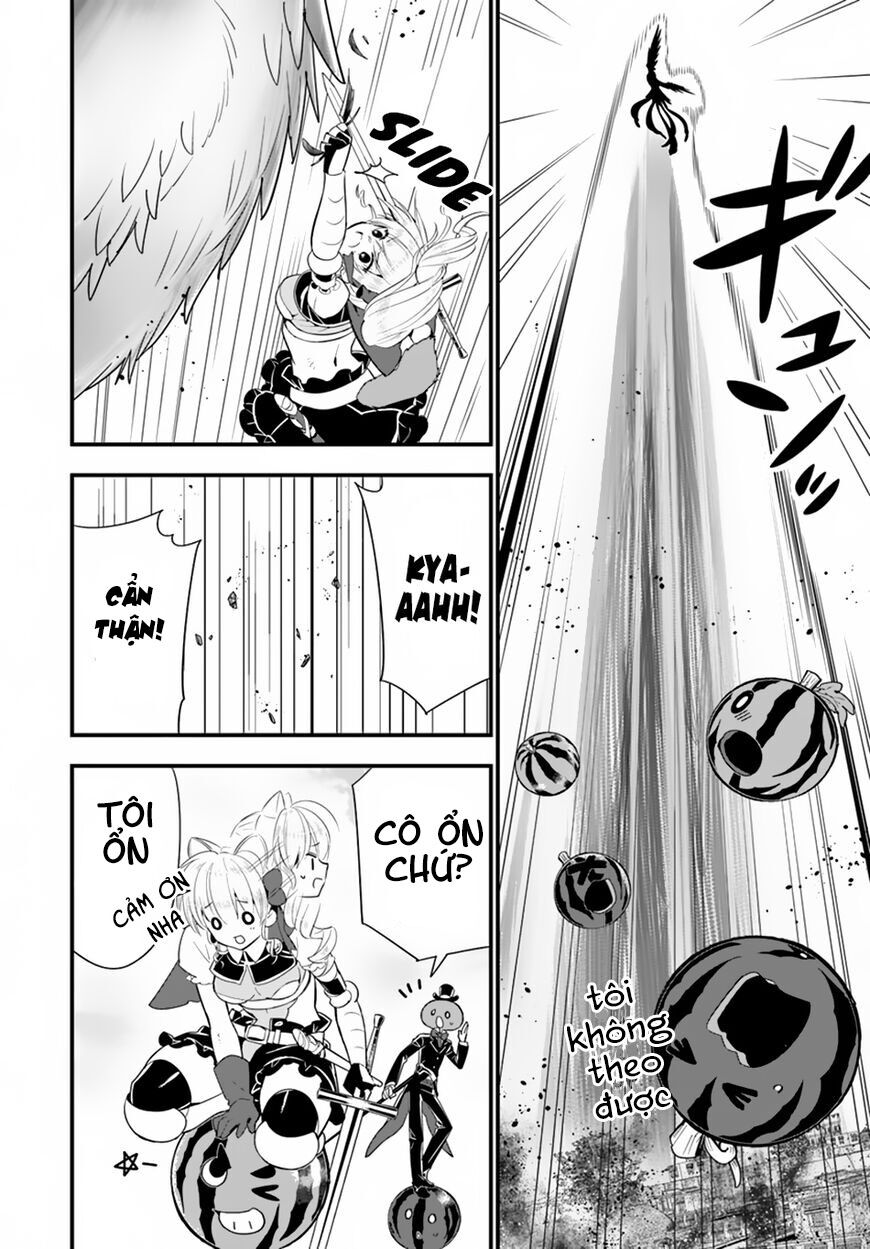 ギュンッ
tôi
không
theo
được
SLIDE
KYA-
AAHH!
CẨN
THẬN!
CÔ ỔN
CHỨ?
TÔI
ỔN
CẢM ƠN
NHA